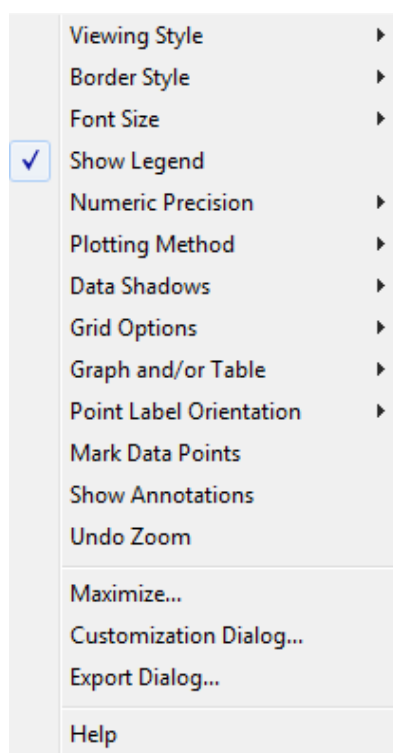 Viewing Style
Border Style
Font Size
Show Legend
Numeric Precision
Plotting Method
Data Shadows
Grid Options
Graph and/or Table
Point Label Orientation
Mark Data Points
Show Annotations
Undo Zoom
Maximize...
Customization Dialog...
Export Dialog...
Help